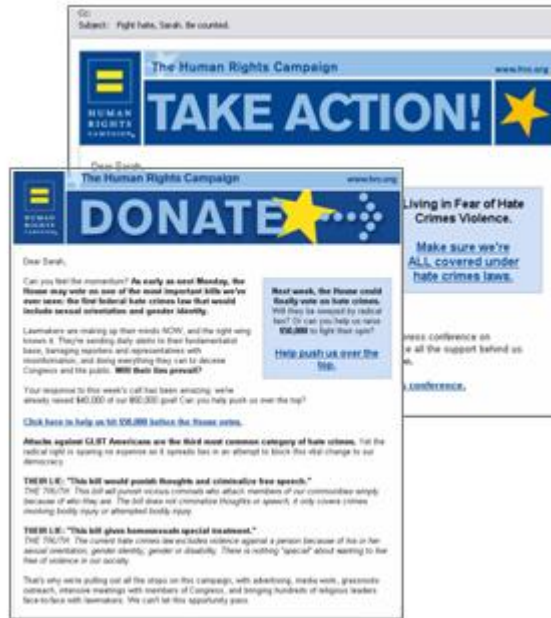 Cc:
Subject: Fight hate, Sarah. Be counted.
HUMAN
RIGHTS
CAMPAIGN
The Human Rights Campaign
www.hrc.org
TAKE ACTION!
Dear Sarah,
Living in Fear of Hate
Crimes Violence.
Make sure we're
ALL covered under
hate crimes laws.
press conference on
all the support behind us
conference.
HUMAN
RIGHTS
CAMPAIGN
The Human Rights Campaign
www.hrc.org
DONATE
Dear Sarah,
Can you feel the momentum? As early as next Monday, the
House may vote on one of the most important bills we've
ever seen: the first federal hate crimes law that would
include sexual orientation and gender identity.
Lawmakers are making up their minds NOW, and the right wing
knows it. They're sending daily alerts to their fundamentalist
base, barraging reporters and representatives with
misinformation, and doing everything they can to deceive
Congress and the public. Will their lies prevail?
Your response to this week's call has been amazing: we're
already raised $40,000 of our $50,000 goal! Can you help push us over the top?
Next week, the House could
finally vote on hate crimes.
Will they be swayed by radical
lies? Or can you help us raise
$50,000 to fight their spin?
Help push us over the
top.
Click here to help us hit $50,000 before the House votes.
Attacks against GLBT Americans are the third most common category of hate crimes. Yet the
radical right is sparing no expense as it spreads lies in an attempt to block this vital change to our
democracy.
THEIR LIE: "This bill would punish thoughts and criminalize free speech."
THE TRUTH: This bill will punish vicious criminals who attack members of our communities simply
because of who they are. The bill does not criminalize thoughts or speech, it only covers crimes
involving bodily injury or attempted bodily injury.
THEIR LIE: "This bill gives homosexuals special treatment."
THE TRUTH: The current hate crimes law excludes violence against a person because of his or her
sexual orientation, gender identity, gender or disability. There is nothing "special" about wanting to live
free of violence in our society.
That's why we're pulling out all the stops on this campaign, with advertising, media work, grassroots
outreach, intensive meetings with members of Congress, and bringing hundreds of religious leaders
face-to-face with lawmakers. We can't let this opportunity pass.